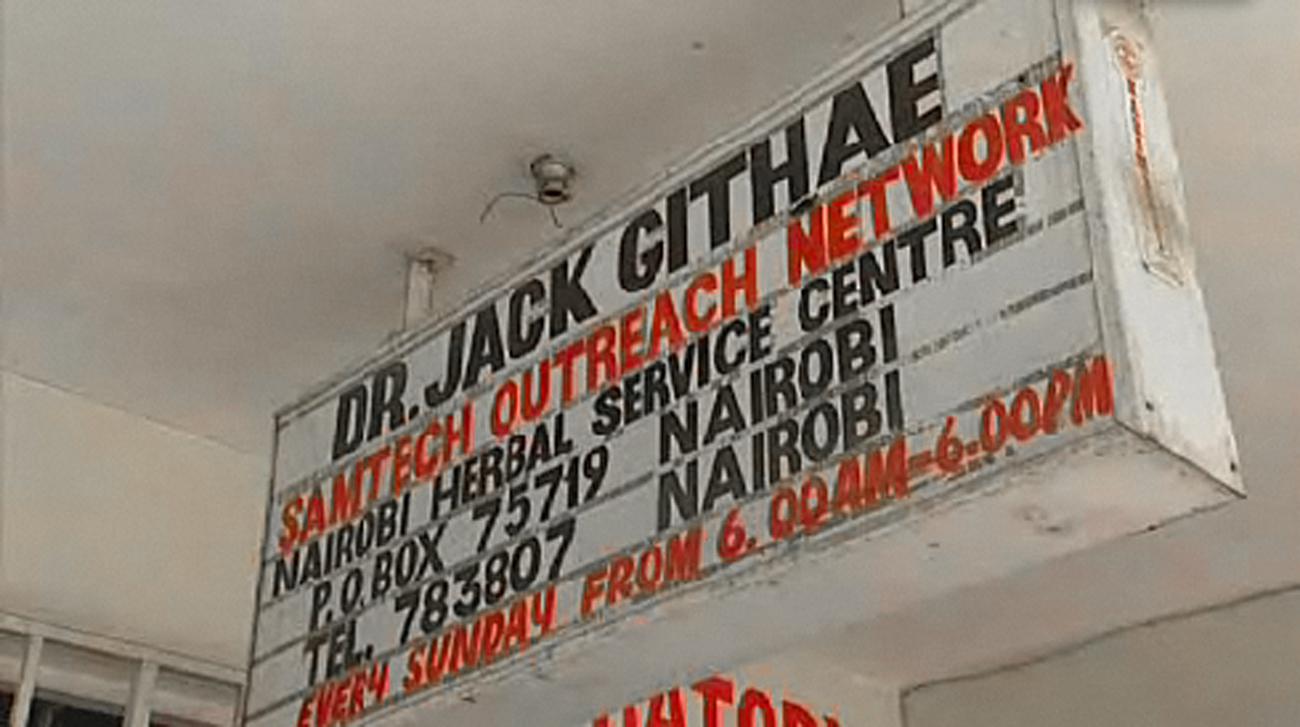 DR. JACK GITHAE
SAMTECH OUTREACH NETWORK
NAIROBI HERBAL SERVICE CENTRE
P.O. BOX 75719 NAIROBI
TEL. 783807 NAIROBI
EVERY SUNDAY FROM 6.00AM=6.00PM